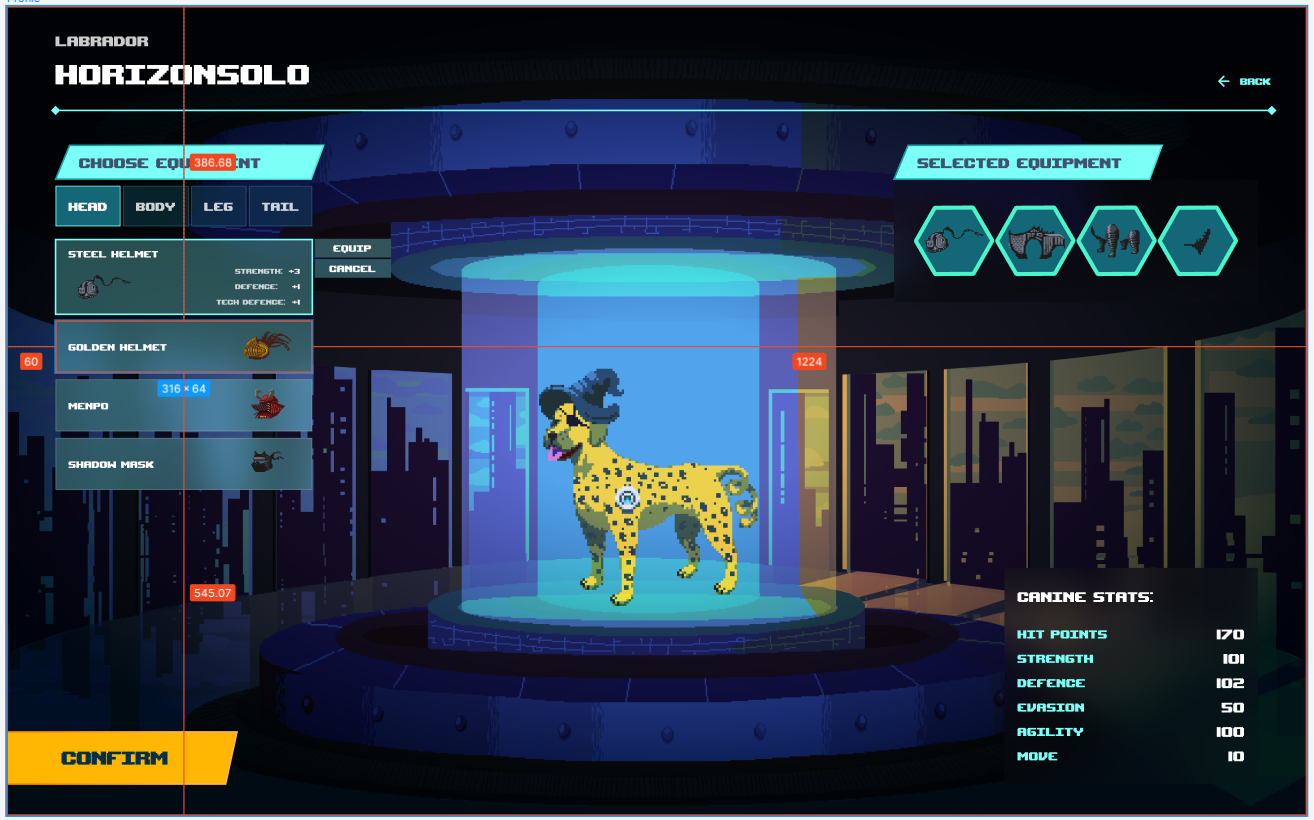 LABRADOR
HORIZONSOLO
BACK
CHOOSE EQU NT
386.68
SELECTED EQUIPMENT
HEAD BODY LEG TAIL
STEEL HELMET
STRENGTH: +3
DEFENCE: +1
TECH DEFENCE: +1
EQUIP
CANCEL
GOLDEN HELMET
60
1224
316 × 64
MENPO
SHADOW MASK
545.07
CANINE STATS:
HIT POINTS 170
STRENGTH 101
DEFENCE 102
EVASION 50
AGILITY 100
MOVE 10
CONFIRM